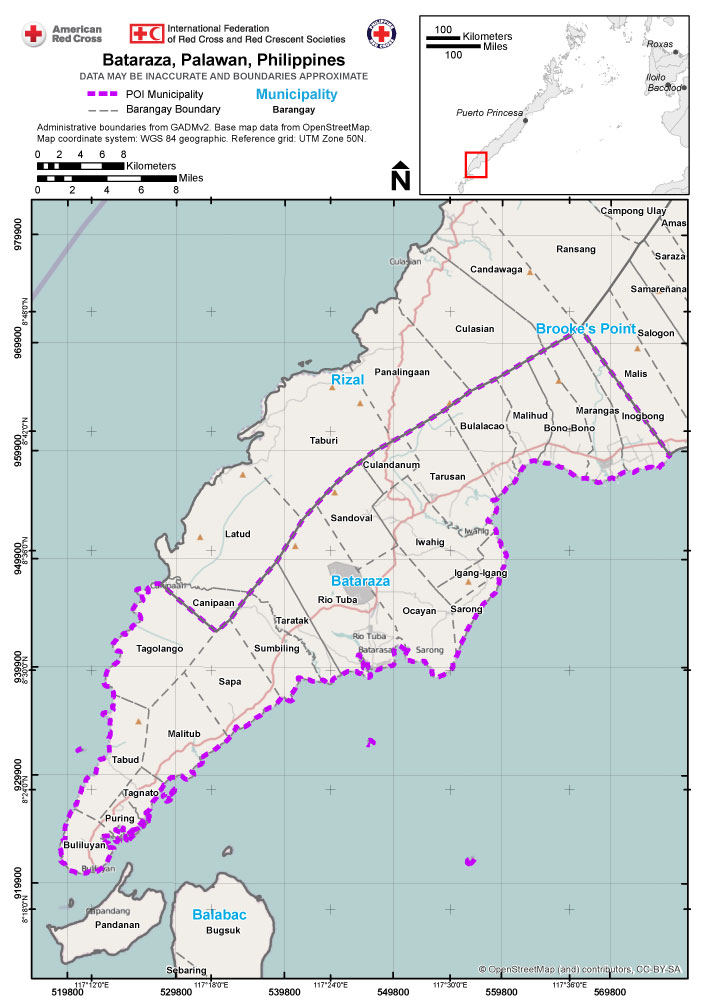 American
Red Cross
International Federation
of Red Cross and Red Crescent Societies
PHILIPPINE
RED CROSS
Bataraza, Palawan, Philippines
DATA MAY BE INACCURATE AND BOUNDARIES APPROXIMATE
POI Municipality
Municipality
Barangay Boundary
Barangay
Administrative boundaries from GADMv2. Base map data from OpenStreetMap.
Map coordinate system: WGS 84 geographic. Reference grid: UTM Zone 50N.
0 2 4 6 8
Kilometers
Miles
0 2 4 6 8
N
100
Kilometers
Miles
100
Roxas
Iloilo
Bacolod
Puerto Princesa
979900
8°48'0"N
969900
8°42'0"N
959900
8°36'0"N
949900
8°30'0"N
939900
8°24'0"N
929900
8°18'0"N
919900
Campong Ulay
Amas
Ransang
Saraza
Culasian
Candawaga
Samareñana
Culasian
Brooke's Point
Salogon
Panalingaan
Rizal
Malis
Marangas
Inogbong
Malihud
Bono-Bono
Bulalacao
Taburi
Culandanum
Tarusan
Sandoval
Latud
Iwahig
Iwahig
Igang-Igang
Bataraza
Canipaan
Canipaan
Rio Tuba
Ocayan
Sarong
Taratak
Rio Tuba
Tagolango
Sumbiling
Batarasa
Sarong
Sapa
Malitub
Tabud
Tagnato
Puring
Buliluyan
Buliluyan
Capandang
Pandanan
Balabac
Bugsuk
Sebaring
© OpenStreetMap (and) contributors, CC-BY-SA
117°12'0"E
117°18'0"E
117°24'0"E
117°30'0"E
117°36'0"E
519800
529800
539800
549800
559800
569800